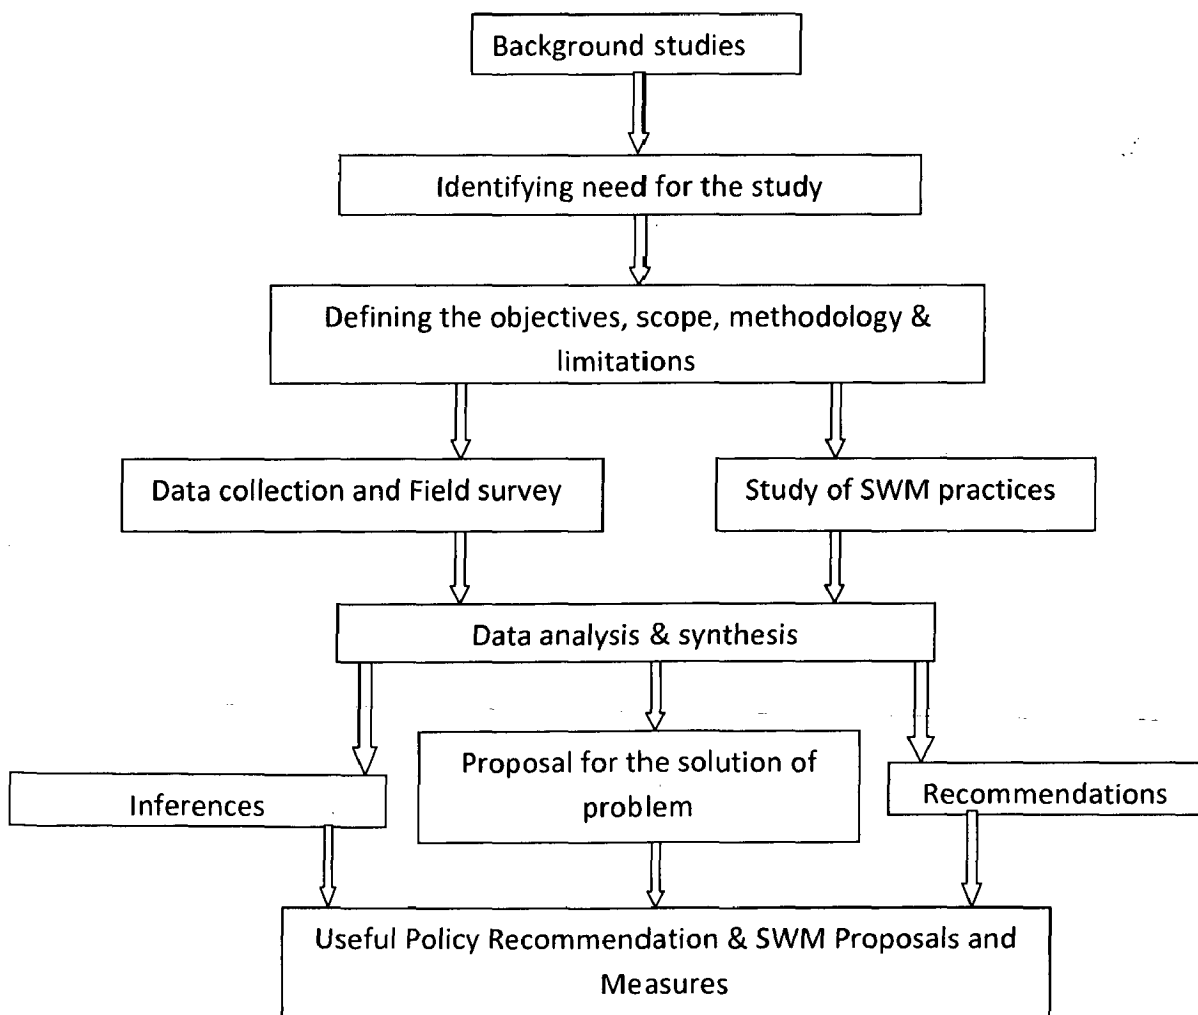 Background studies
Identifying need for the study
Defining the objectives, scope, methodology &
limitations
Data collection and Field survey
Study of SWM practices
Data analysis & synthesis
Inferences
Proposal for the solution of
problem
Recommendations
Useful Policy Recommendation & SWM Proposals and
Measures